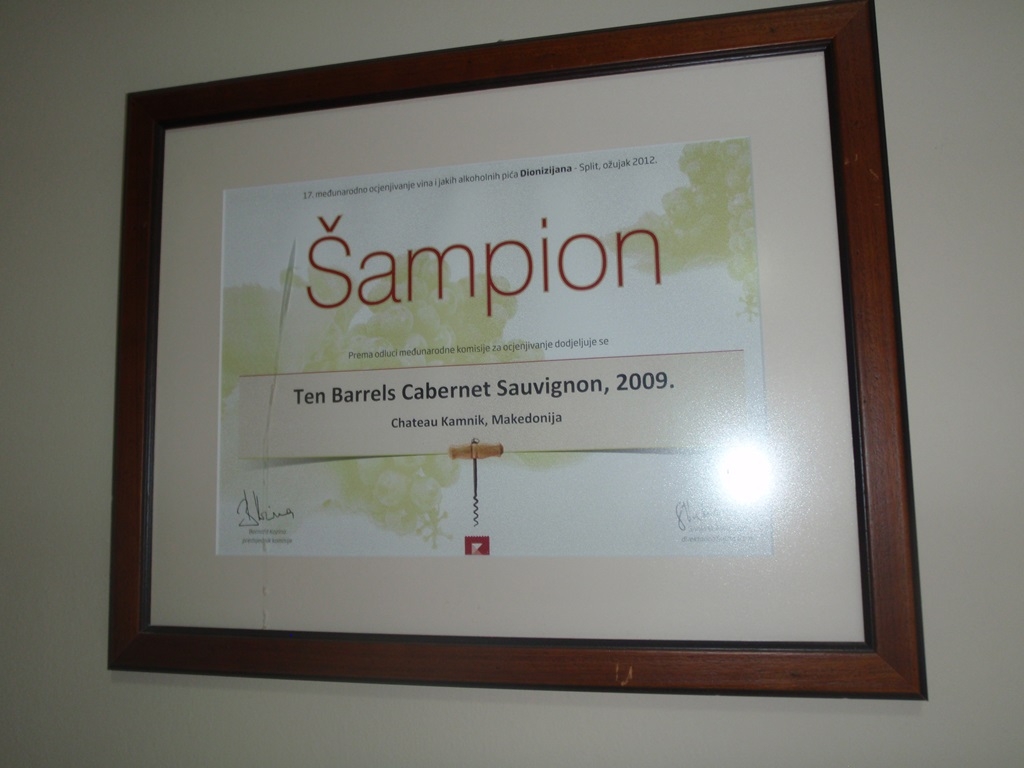 17. međunarodno ocjenjivanje vina i jakih alkoholnih pića Dionizijana - Split, ožujak 2012.
Šampion
Prema odluci međunarodne komisije za ocjenjivanje dodjeljuje se
Ten Barrels Cabernet Sauvignon, 2009.
Chateau Kamnik, Makedonija